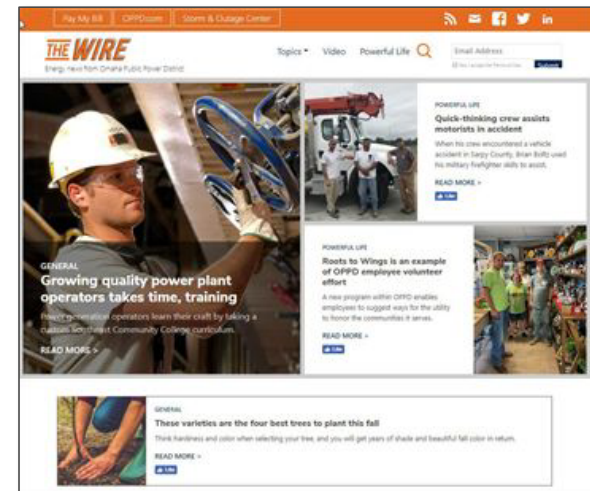 Pay My Bill OPPDcom Storm & Outage Center
THE WIRE
Energy news from Omaha Public Power District
Topics Video Powerful Life
Email Address
Submit
GENERAL
Growing quality power plant
operators takes time, training
Power generation operators learn their craft by taking a
custom Southeast Community College curriculum.
READ MORE >
POWERFUL LIFE
Quick-thinking crew assists
motorists in accident
When his crew encountered a vehicle
accident in Sarpy County, Brian Boltz used
his military firefighter skills to assist.
READ MORE >
Like
POWERFUL LIFE
Roots to Wings is an example
of OPPD employee volunteer
effort
A new program within OPPD enables
employees to suggest ways for the utility
to honor the communities it serves.
READ MORE >
Like
GENERAL
These varieties are the four best trees to plant this fall
Think hardiness and color when selecting your tree, and you will get years of shade and beautiful fall color in return.
READ MORE >
Like